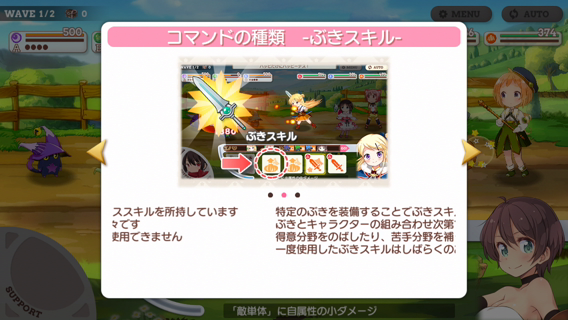 WAVE 1/2
0
MENU
AUTO
500
374
コマンドの種類 -ぶきスキル-
ぶきスキル
ススキルを所持しています
々です
使用できません
特定のぶきを装備することでぶきスキ
ぶきとキャラクターの組み合わせ次第
得意分野をのばしたり、苦手分野を補
一度使用したぶきスキルはしばらくの
SUPPORT
「敵単体」に自属性の小ダメージ